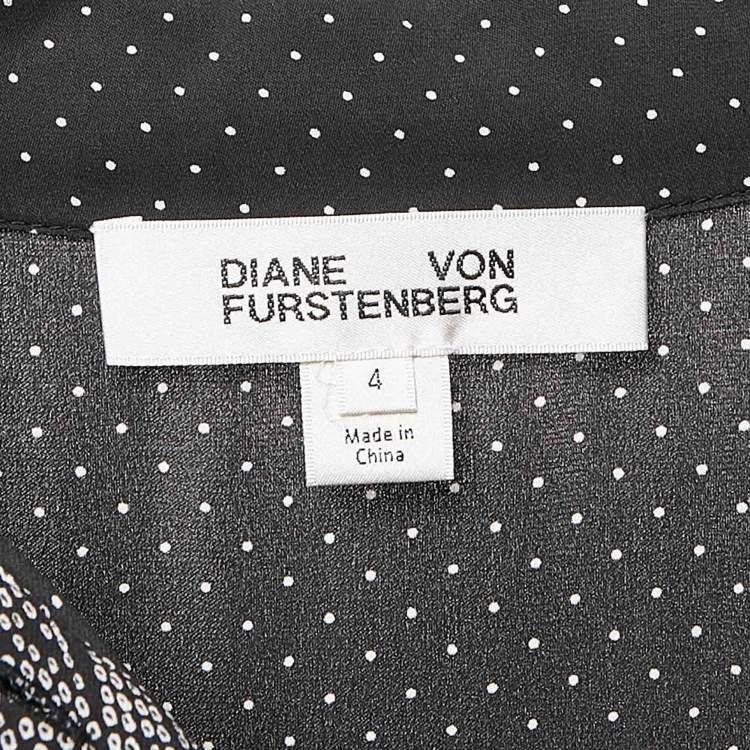 DIANE VON
FURSTENBERG
4
Made in
China